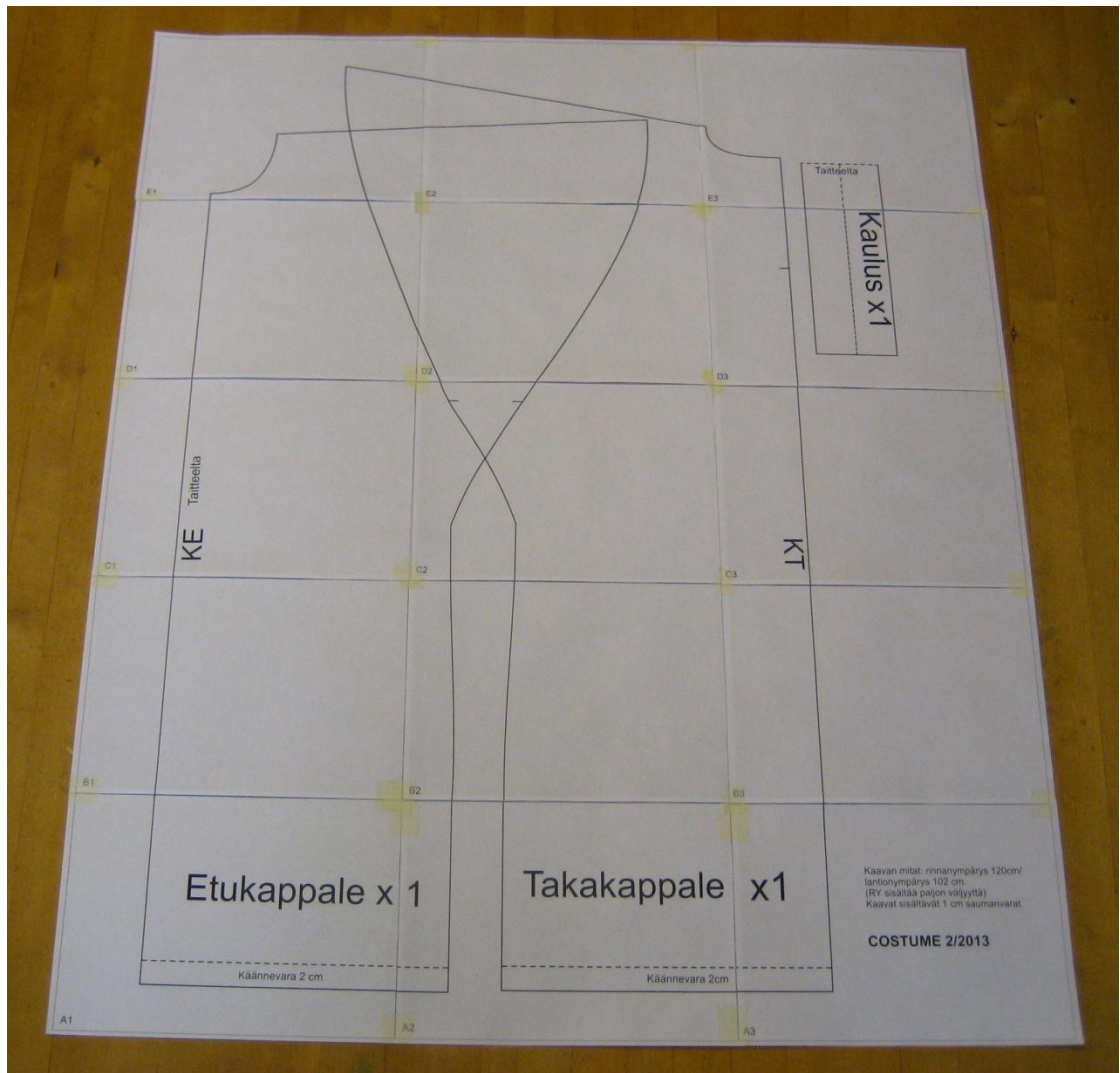 E1
E2
E3
Taitteelta
Kaulus x1
D1
D2
D3
Taitteelta
KE
KT
C1
C2
C3
B1
B2
B3
Etukappale x 1
Takakappale x1
Kaavan mitat: rinnanympärys 120cm/
lantionympärys 102 cm.
(RY sisältää paljon väljyyttä)
Kaavat sisältävät 1 cm saumanvarat.
COSTUME 2/2013
Käännevara 2 cm
Käännevara 2cm
A1
A2
A3